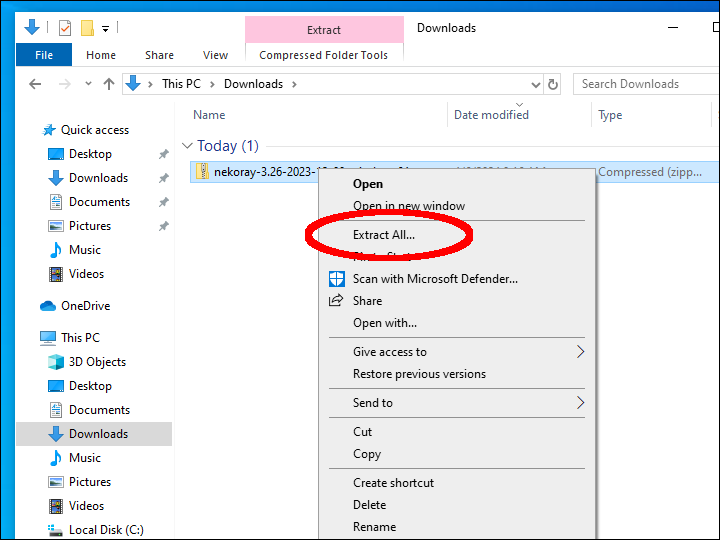 Extract
Downloads
File
Home
Share
View
Compressed Folder Tools
This PC
Downloads
Search Downloads
Name
Date modified
Type
Quick access
Desktop
Downloads
Documents
Pictures
Music
Videos
OneDrive
This PC
3D Objects
Desktop
Documents
Downloads
Music
Pictures
Videos
Local Disk (C:)
Today (1)
nekoray-3.26-2023-
Compressed (zipp...
Open
Open in new window
Extract All...
Scan with Microsoft Defender...
Share
Open with...
Give access to
Restore previous versions
Send to
Cut
Copy
Create shortcut
Delete
Rename